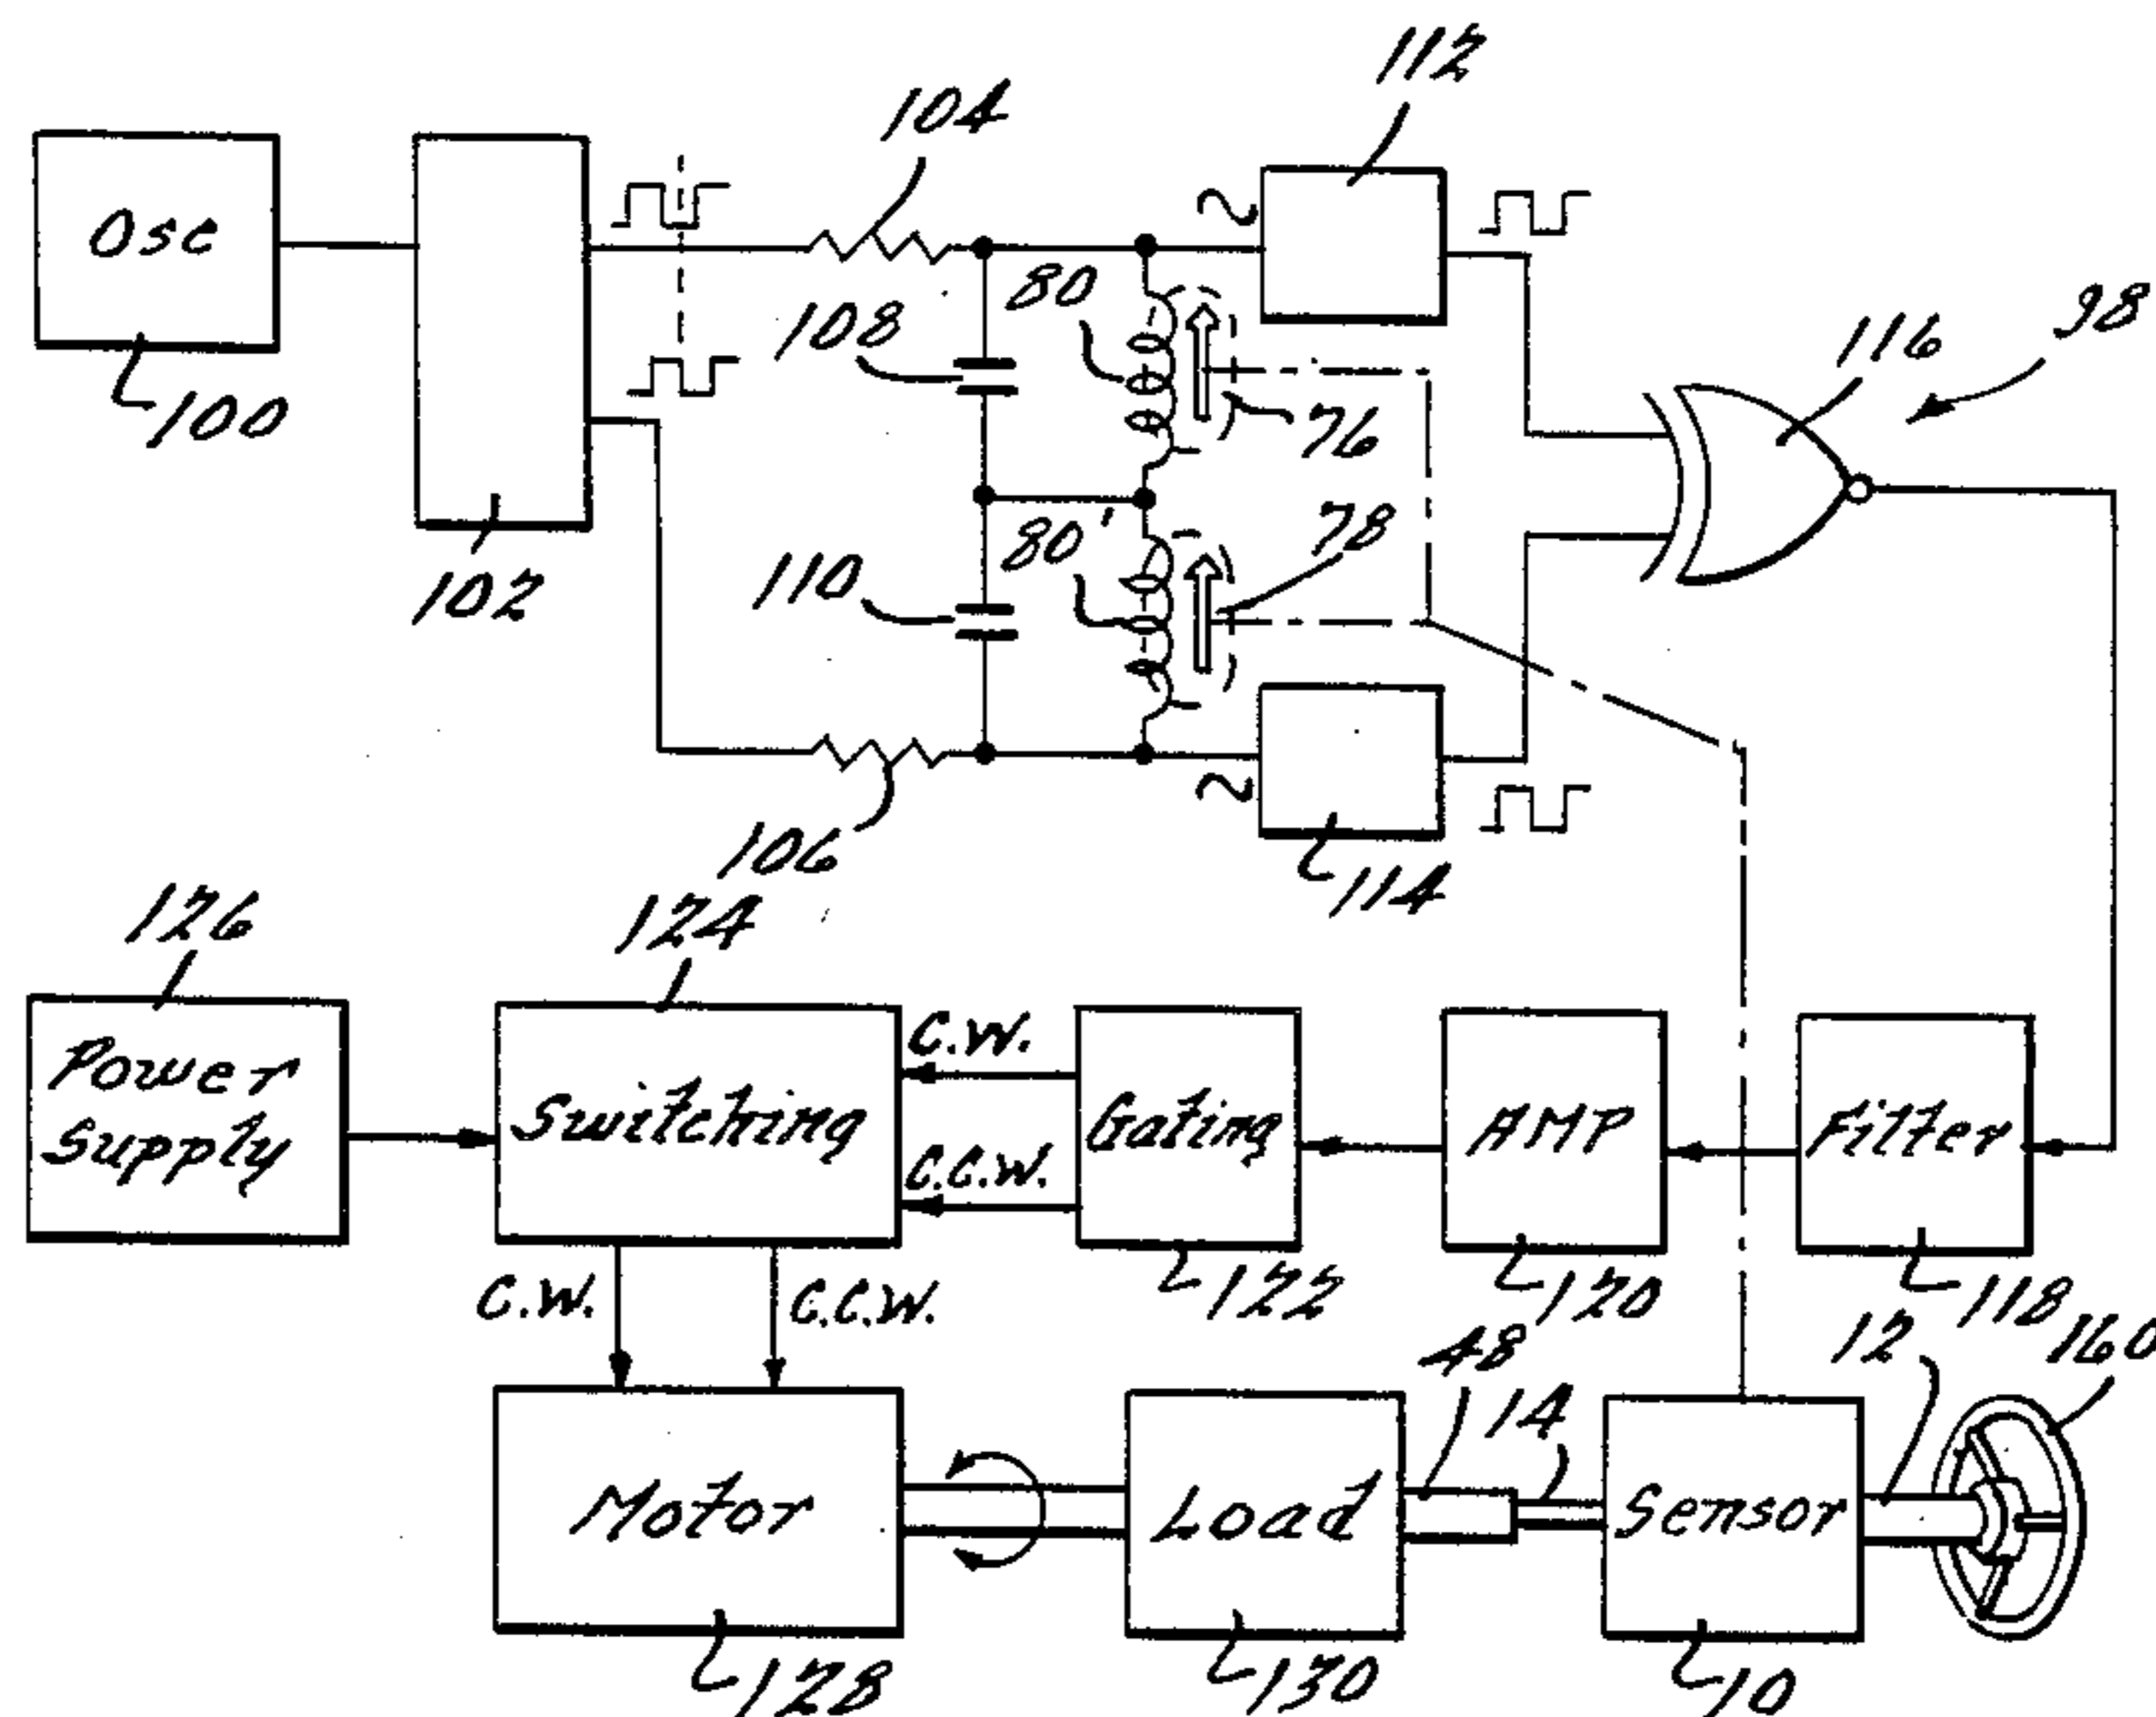 112
104
Osc
98
80
116
108
100
76
80'
78
110
102
106
114
126
124
Power
Supply
Switching
C.W.
C.C.W.
Gating
AMP
Filter
C.W.
C.C.W.
122
120
118
160
12
48
14
Motor
Load
Sensor
128
130
10